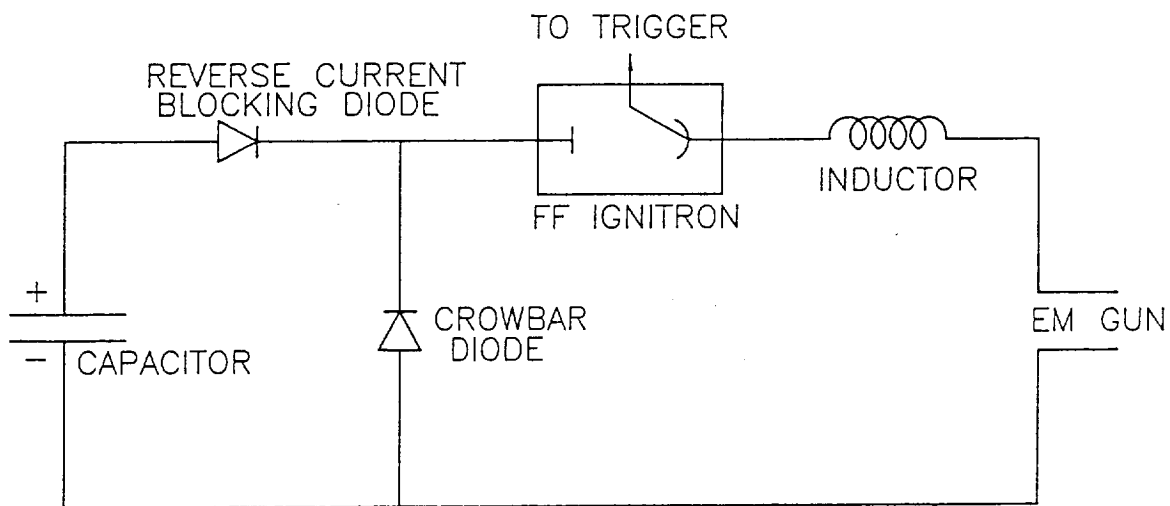 TO TRIGGER
REVERSE CURRENT
BLOCKING DIODE
INDUCTOR
FF IGNITRON
+
CROWBAR
DIODE
EM GUN
-
CAPACITOR